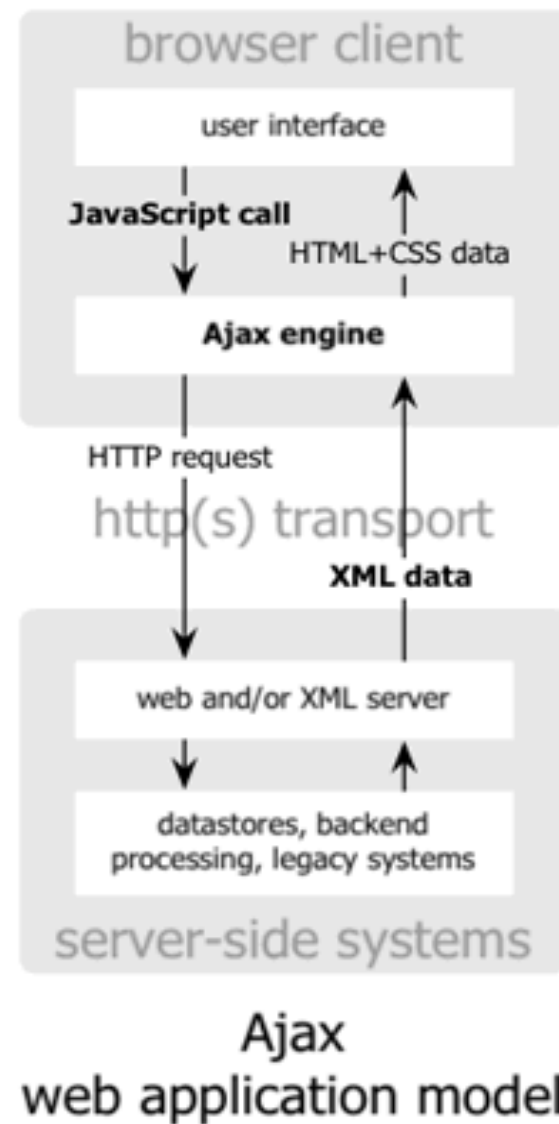 browser client
user interface
JavaScript call
HTML+CSS data
Ajax engine
HTTP request
http(s) transport
XML data
web and/or XML server
datastores, backend
processing, legacy systems
server-side systems
Ajax
web application model